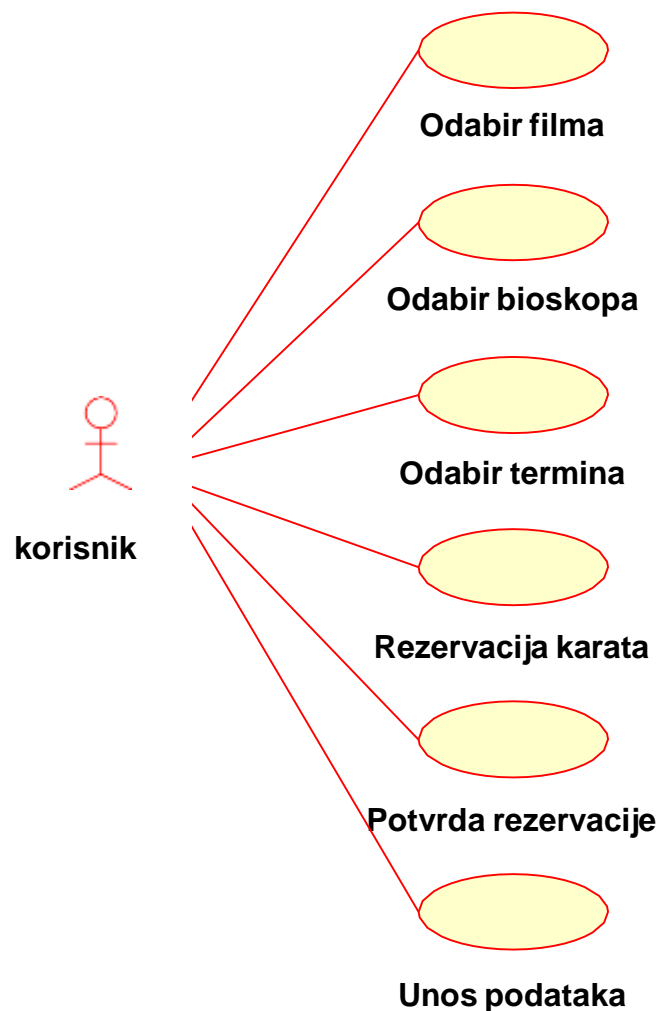 Odabir filma
Odabir bioskopa
Odabir termina
korisnik
Rezervacija karata
Potvrda rezervacije
Unos podataka